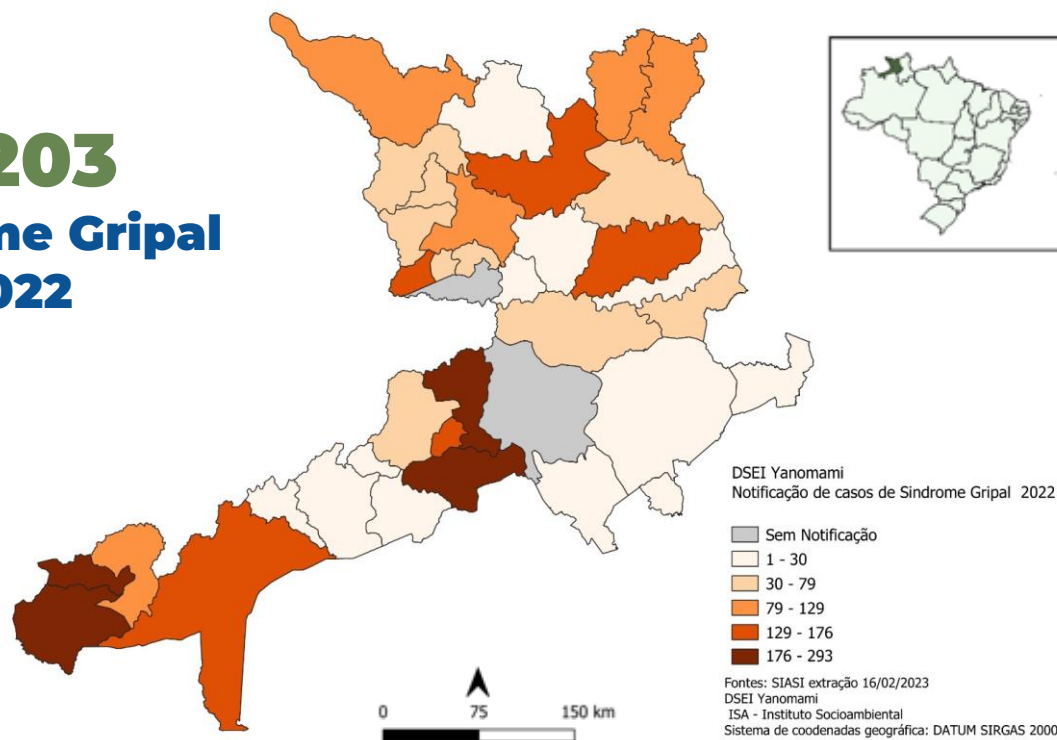 203
me Gripal
022
DSEI Yanomami
Notificação de casos de Sindrome Gripal 2022
Sem Notificação
1 - 30
30 - 79
79 - 129
129 - 176
176 - 293
Fontes: SIASI extração 16/02/2023
DSEI Yanomami
ISA - Instituto Socioambiental
Sistema de coodenadas geográfica: DATUM SIRGAS 2000
0 75 150 km